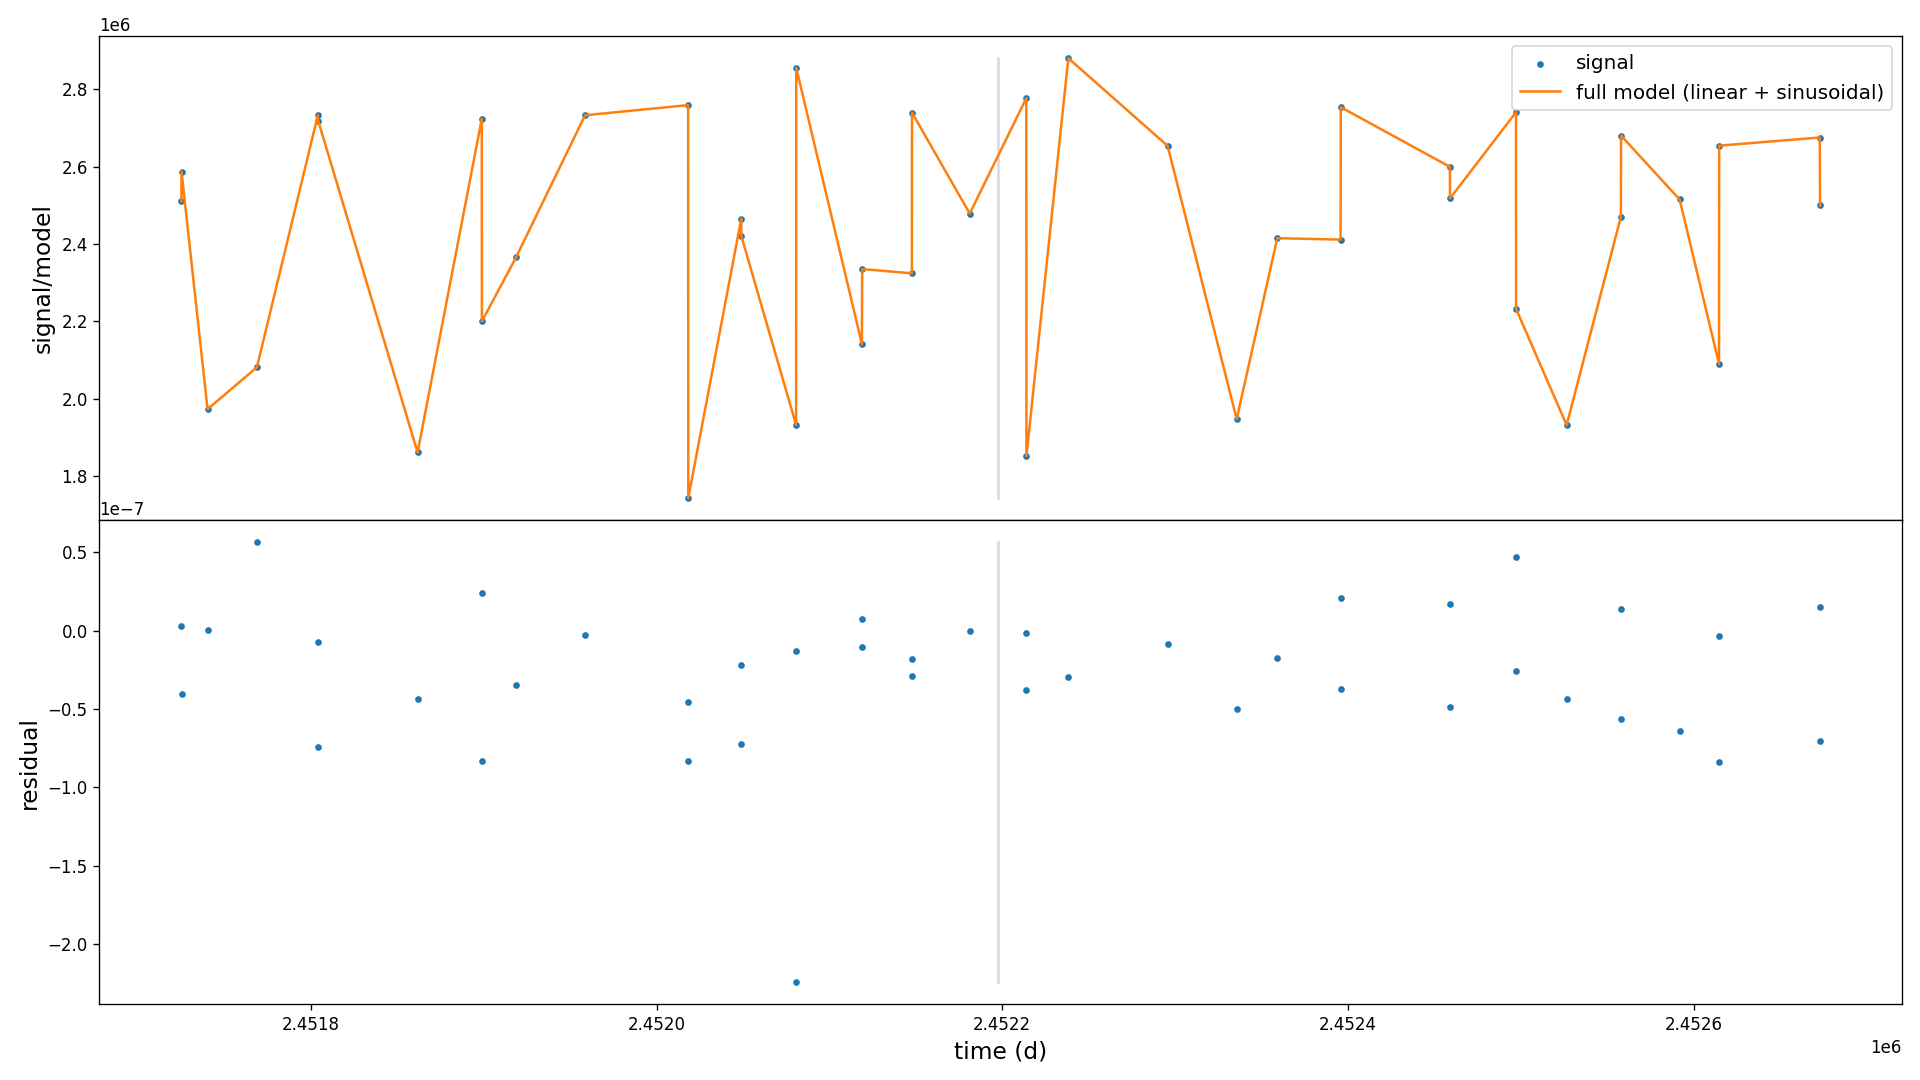 1e6
signal
full model (linear + sinusoidal)
2.8
2.6
2.4
2.2
2.0
1.8
signal/model
1e−7
0.5
0.0
−0.5
−1.0
−1.5
−2.0
residual
2.4518
2.4520
2.4522
2.4524
2.4526
1e6
time (d)